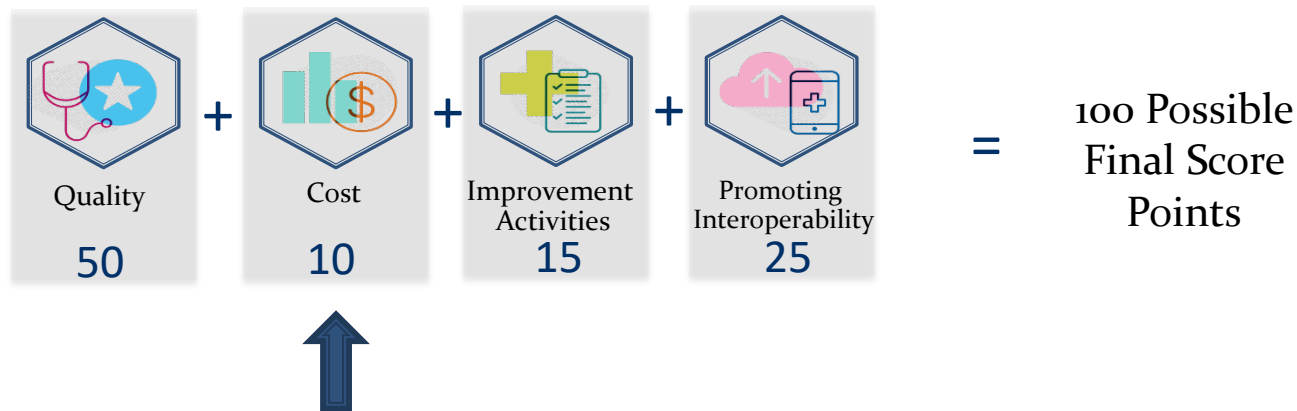 Quality
50
+
$
Cost
10
+
Improvement
Activities
15
+
Promoting
Interoperability
25
=
100 Possible
Final Score
Points